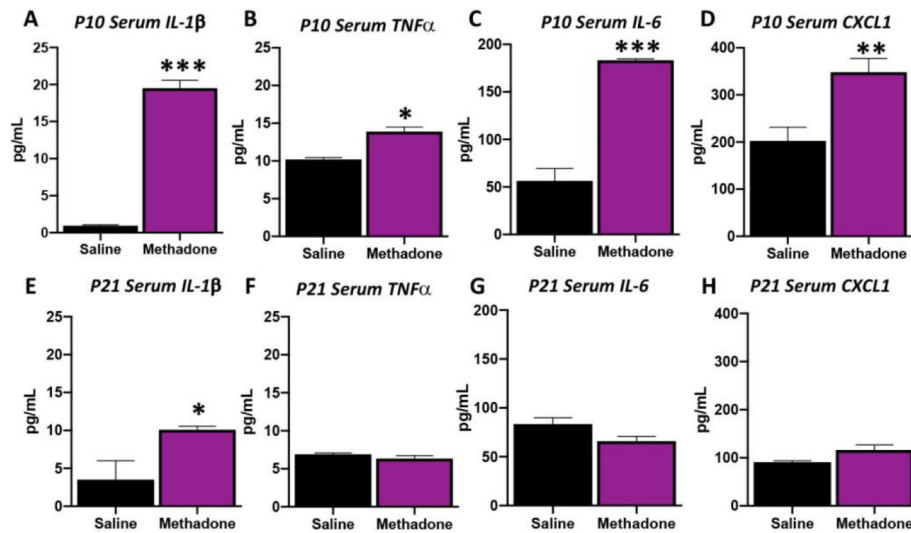 A P10 Serum IL-1β
25
20
15
10
5
0
pg/mL
***
Saline Methadone
B P10 Serum TNFα
25
20
15
10
5
0
pg/mL
*
Saline Methadone
C P10 Serum IL-6
200
150
100
50
0
pg/mL
***
Saline Methadone
D P10 Serum CXCL1
400
300
200
100
0
pg/mL
**
Saline Methadone
E P21 Serum IL-1β
25
20
15
10
5
0
pg/mL
*
Saline Methadone
F P21 Serum TNFα
25
20
15
10
5
0
pg/mL
Saline Methadone
G P21 Serum IL-6
200
150
100
50
0
pg/mL
Saline Methadone
H P21 Serum CXCL1
400
300
200
100
0
pg/mL
Saline Methadone